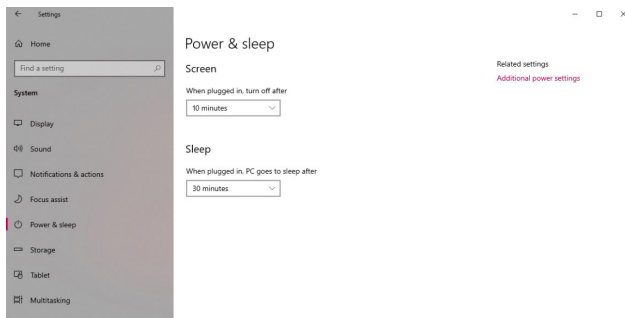 Settings
Home
Find a setting
System
Display
Sound
Notifications & actions
Focus assist
Power & sleep
Storage
Tablet
Multitasking
Power & sleep
Screen
When plugged in, turn off after
10 minutes
Sleep
When plugged in, PC goes to sleep after
30 minutes
Related settings
Additional power settings